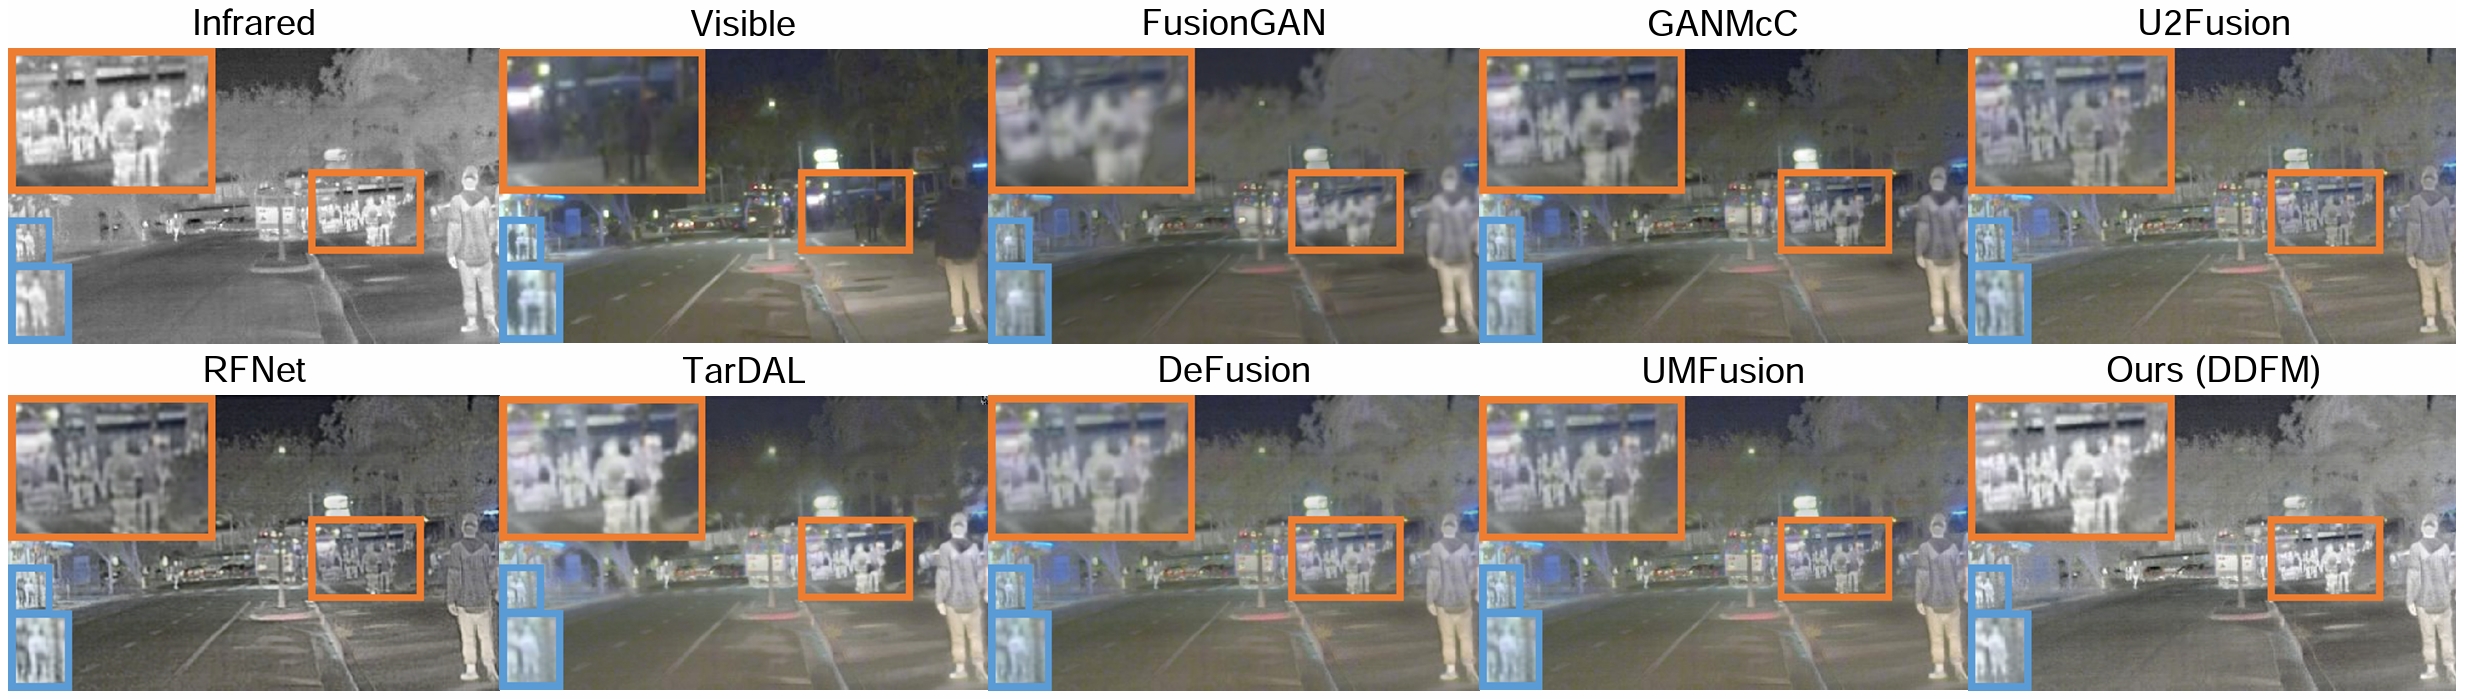 Infrared
Visible
FusionGAN
GANMcC
U2Fusion
RFNet
TarDAL
DeFusion
UMFusion
Ours (DDFM)